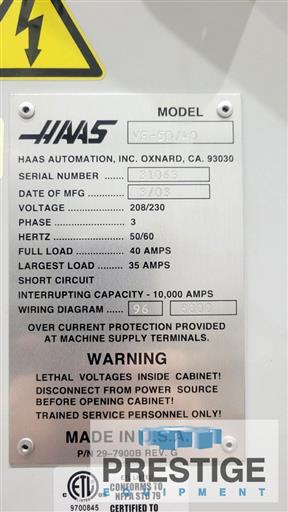 MODEL
HAAS VF-5D/40
HAAS AUTOMATION, INC. OXNARD, CA. 93030
SERIAL NUMBER ...... 31063
DATE OF MFG ......... 3/03
VOLTAGE ................ 208/230
PHASE .................... 3
HERTZ .................... 50/60
FULL LOAD ............. 40 AMPS
LARGEST LOAD ...... 35 AMPS
SHORT CIRCUIT
INTERRUPTING CAPACITY - 10,000 AMPS
WIRING DIAGRAM ... 96
OVER CURRENT PROTECTION PROVIDED
AT MACHINE SUPPLY TERMINALS.
WARNING
LETHAL VOLTAGES INSIDE CABINET!
DISCONNECT FROM POWER SOURCE
BEFORE OPENING CABINET!
TRAINED SERVICE PERSONNEL ONLY!
MADE IN U.S.A.
P/N 29-7900B REV. G
PRESTIGE
EQUIPMENT
CONFORMS TO
NFPA STD 79
9700845 CERTIFIED TO